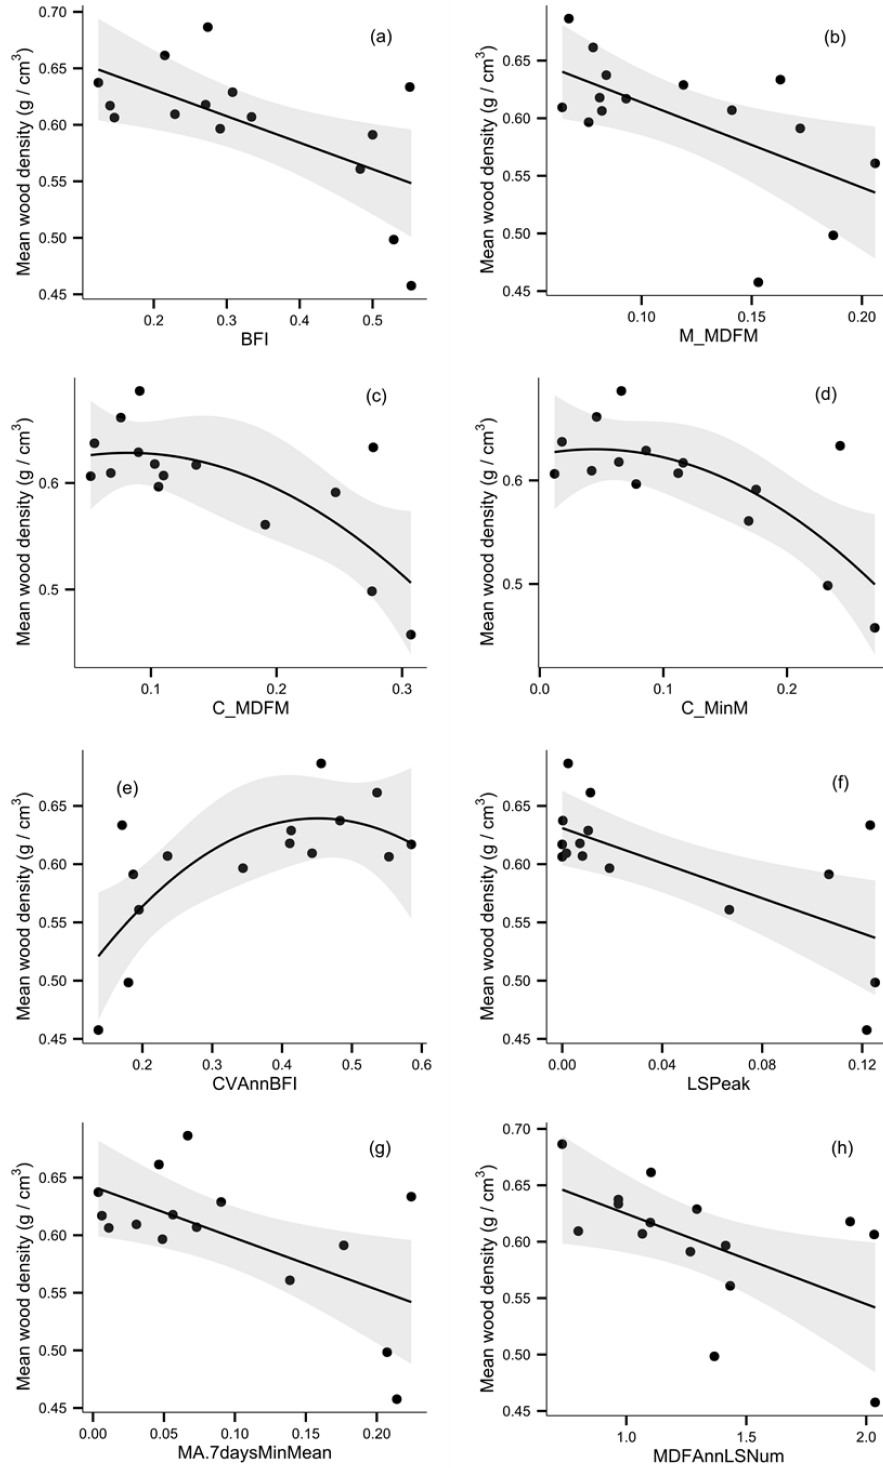 0.70
0.65
0.60
0.55
0.50
0.45
Mean wood density (g / cm³)
(a)
0.2 0.3 0.4 0.5
BFI
0.65
0.60
0.55
0.50
0.45
Mean wood density (g / cm³)
(b)
0.10 0.15 0.20
M_MDFM
0.6
0.5
Mean wood density (g / cm³)
(c)
0.1 0.2 0.3
C_MDFM
0.6
0.5
Mean wood density (g / cm³)
(d)
0.0 0.1 0.2
C_MinM
0.65
0.60
0.55
0.50
0.45
Mean wood density (g / cm³)
(e)
0.2 0.3 0.4 0.5 0.6
CVAnnBFI
0.65
0.60
0.55
0.50
0.45
Mean wood density (g / cm³)
(f)
0.00 0.04 0.08 0.12
LSPeak
0.65
0.60
0.55
0.50
0.45
Mean wood density (g / cm³)
(g)
0.00 0.05 0.10 0.15 0.20
MA.7daysMinMean
0.70
0.65
0.60
0.55
0.50
0.45
Mean wood density (g / cm³)
(h)
1.0 1.5 2.0
MDFAnnLSNum